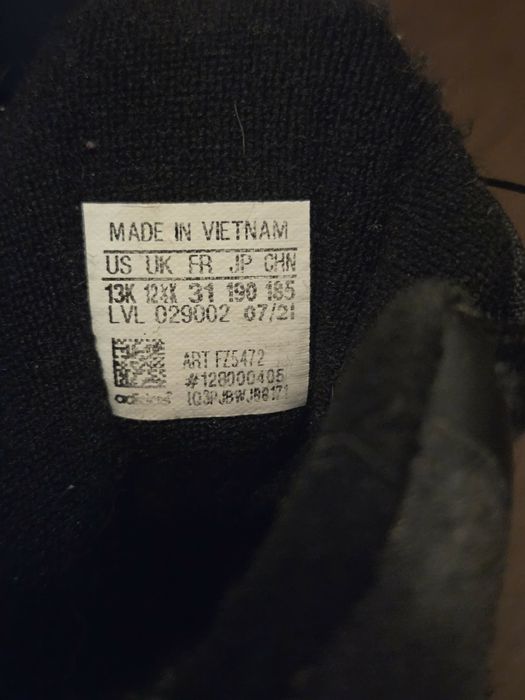 MADE IN VIETNAM
US UK FR JP CHN
13K 12½K 31 190 185
LVL 029002 07/21
ART FZ5472
#128000405
adidas